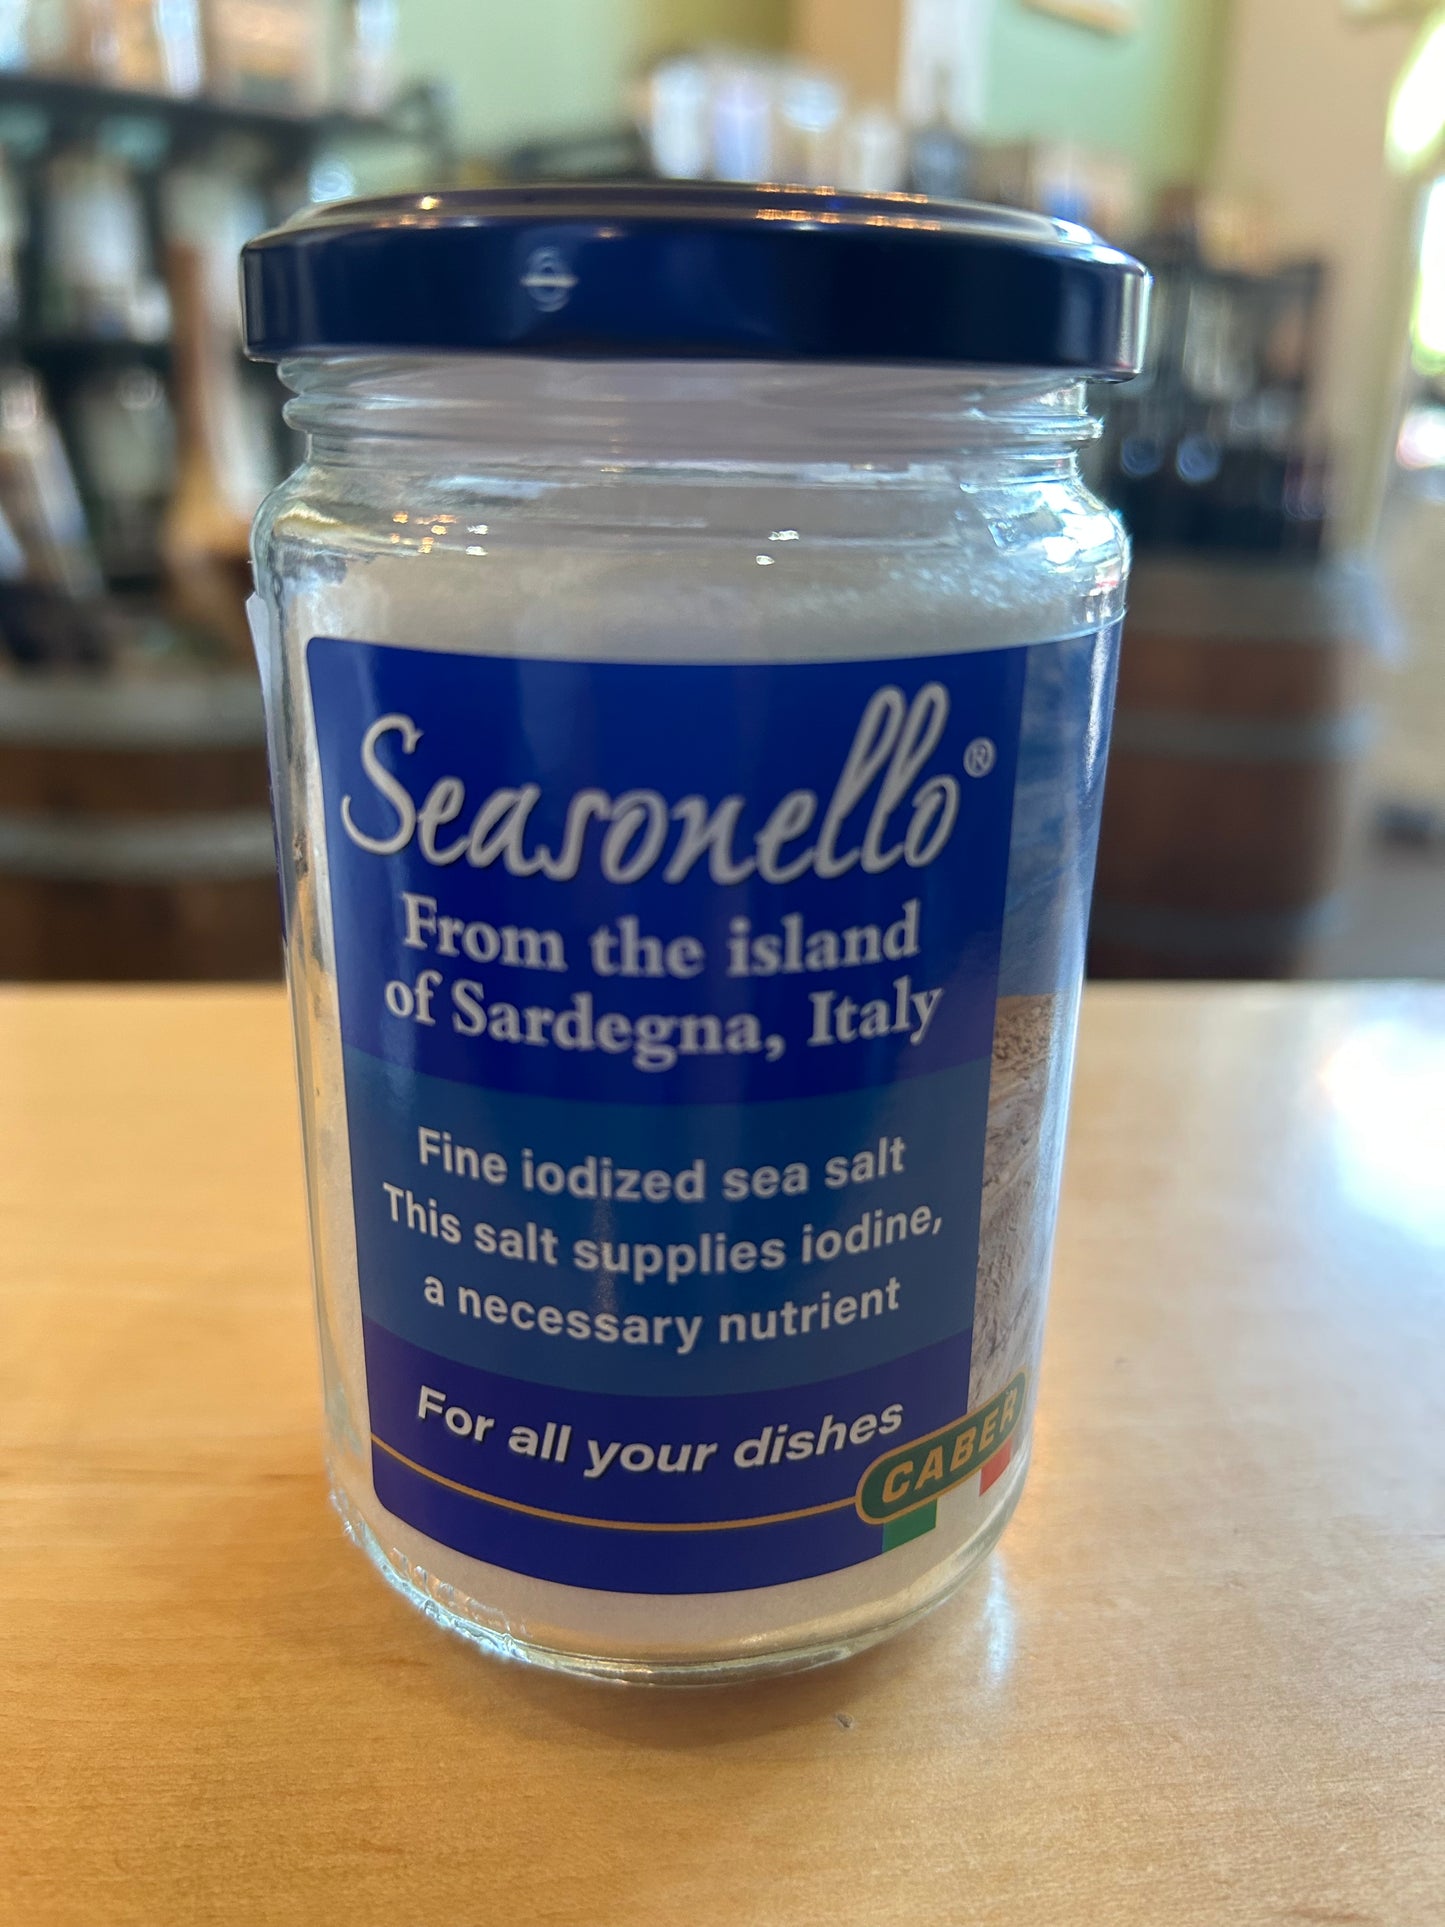 Seasonello®
From the island
of Sardegna, Italy
Fine iodized sea salt
This salt supplies iodine,
a necessary nutrient
For all your dishes
CABER